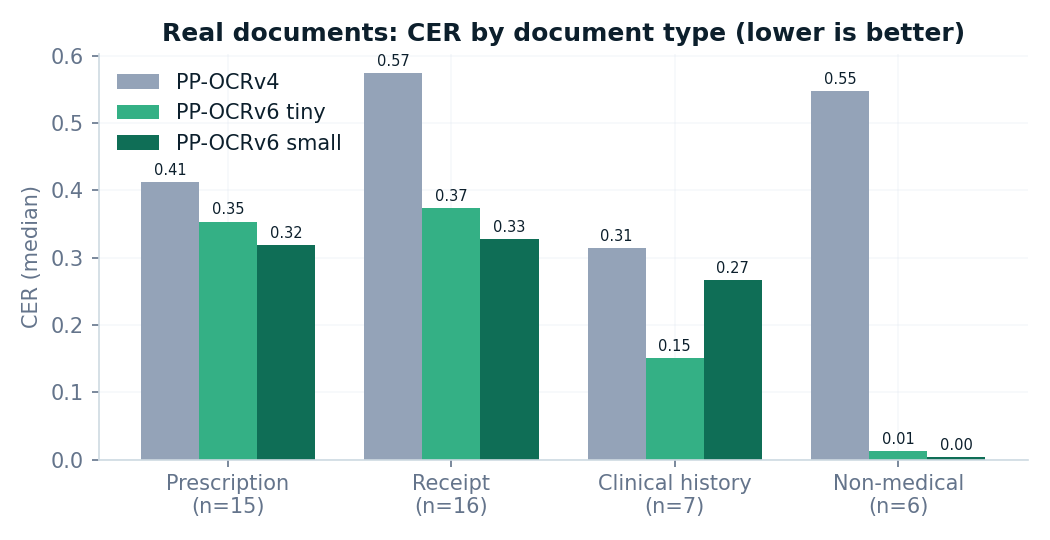 Real documents: CER by document type (lower is better)
PP-OCRv4
PP-OCRv6 tiny
PP-OCRv6 small
CER (median)
0.6
0.5
0.4
0.3
0.2
0.1
0.0
0.41
0.35
0.32
0.57
0.37
0.33
0.31
0.15
0.27
0.55
0.01
0.00
Prescription
(n=15)
Receipt
(n=16)
Clinical history
(n=7)
Non-medical
(n=6)